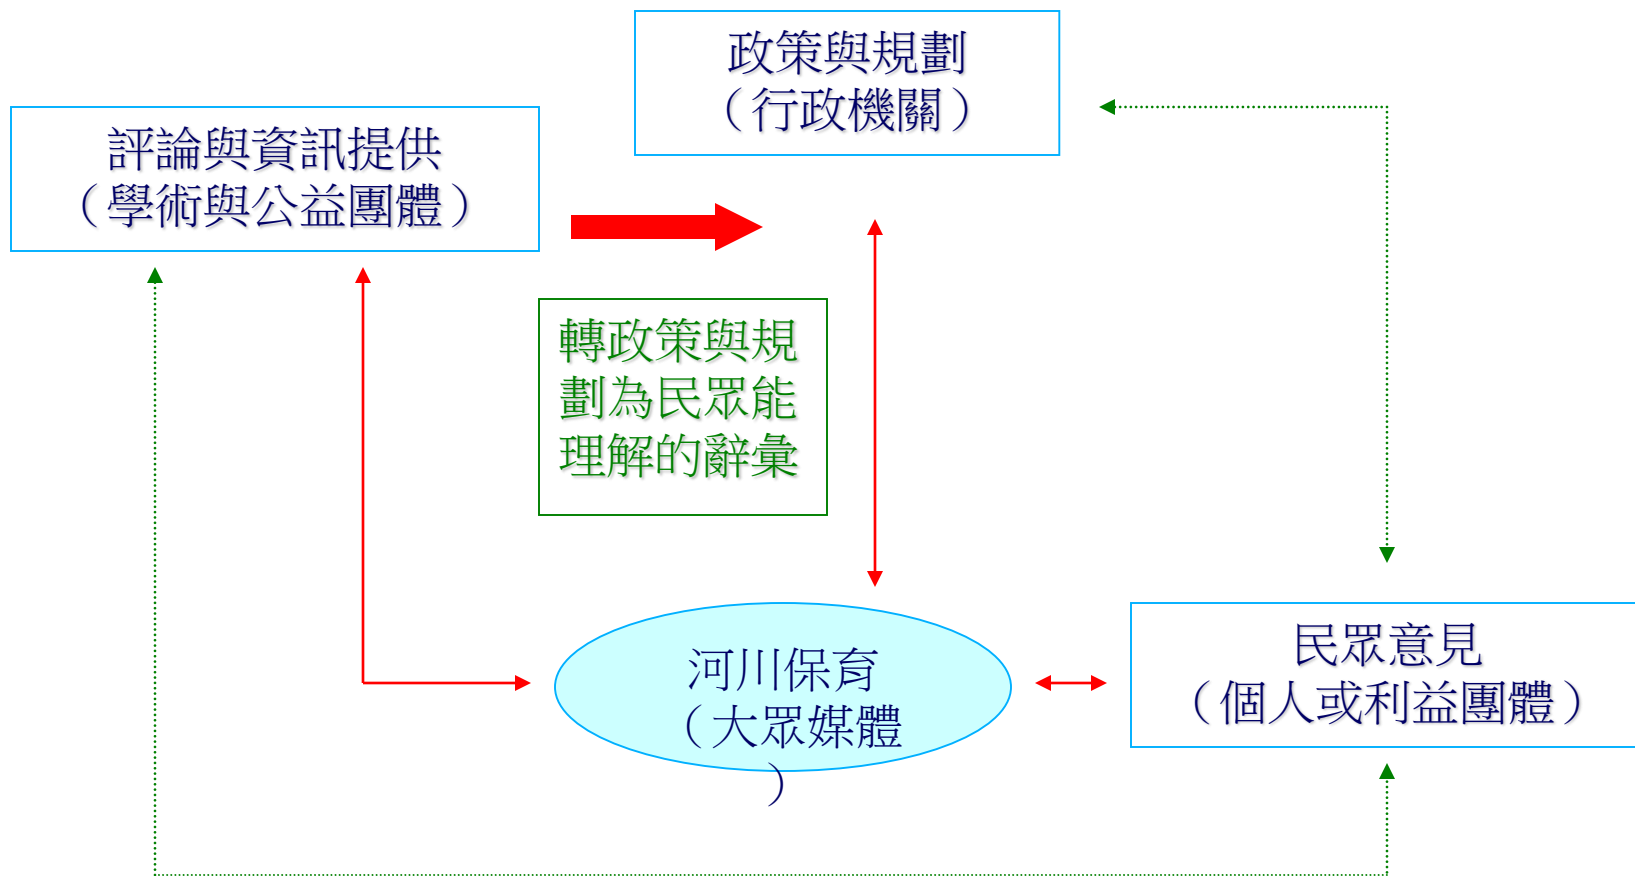 政策與規劃
（行政機關）
評論與資訊提供
（學術與公益團體）
轉政策與規
劃為民眾能
理解的辭彙
河川保育
（大眾媒體
）
民眾意見
（個人或利益團體）